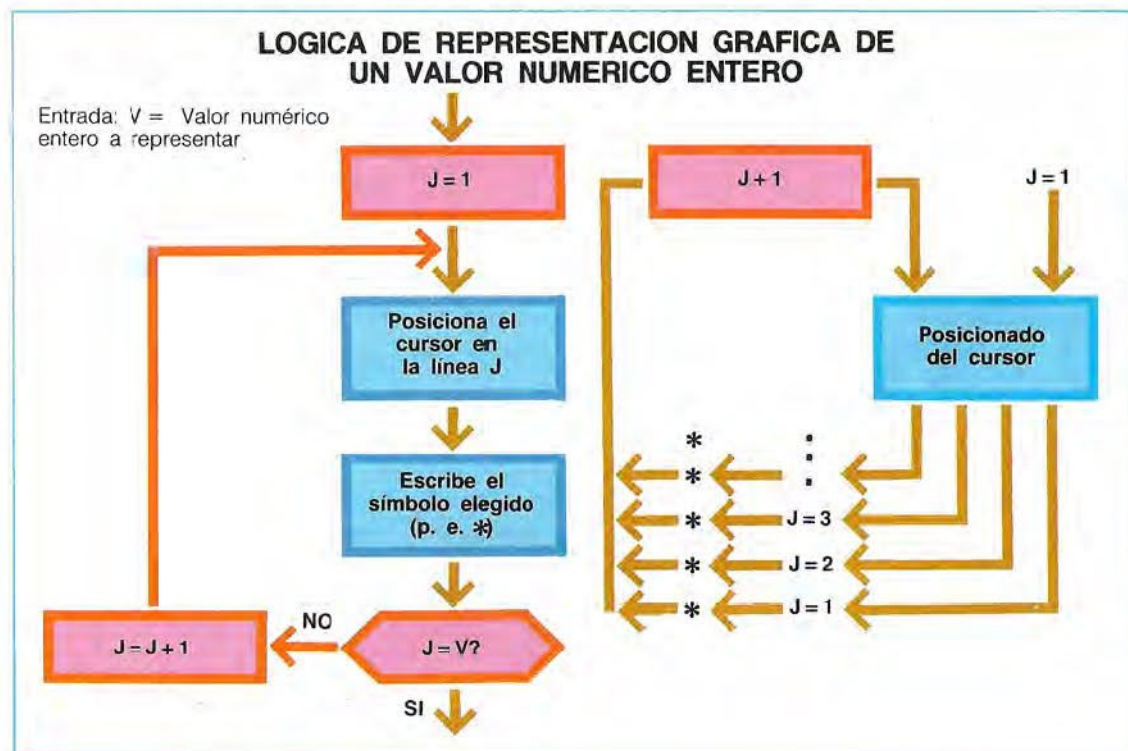 LOGICA DE REPRESENTACION GRAFICA DE
UN VALOR NUMERICO ENTERO
Entrada: V = Valor numérico
entero a representar
J = 1
Posiciona el
cursor en
la línea J
Escribe el
símbolo elegido
(p. e. *)
J = V?
NO
J = J + 1
SI
J + 1
J = 1
Posicionado
del cursor
*
* :
* J = 3
* J = 2
* J = 1